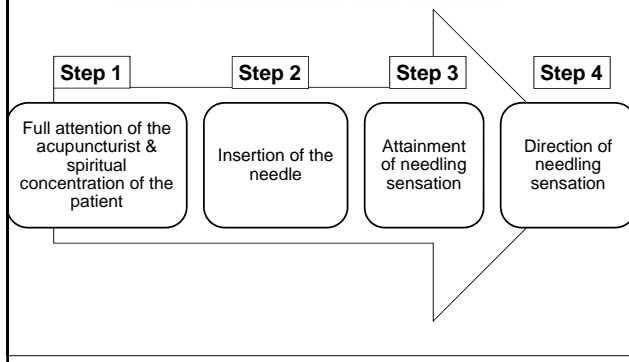 Step 1
Step 2
Step 3
Step 4
Full attention of the
acupuncturist &
spiritual
concentration of the
patient
Insertion of the
needle
Attainment
of needling
sensation
Direction of
needling
sensation